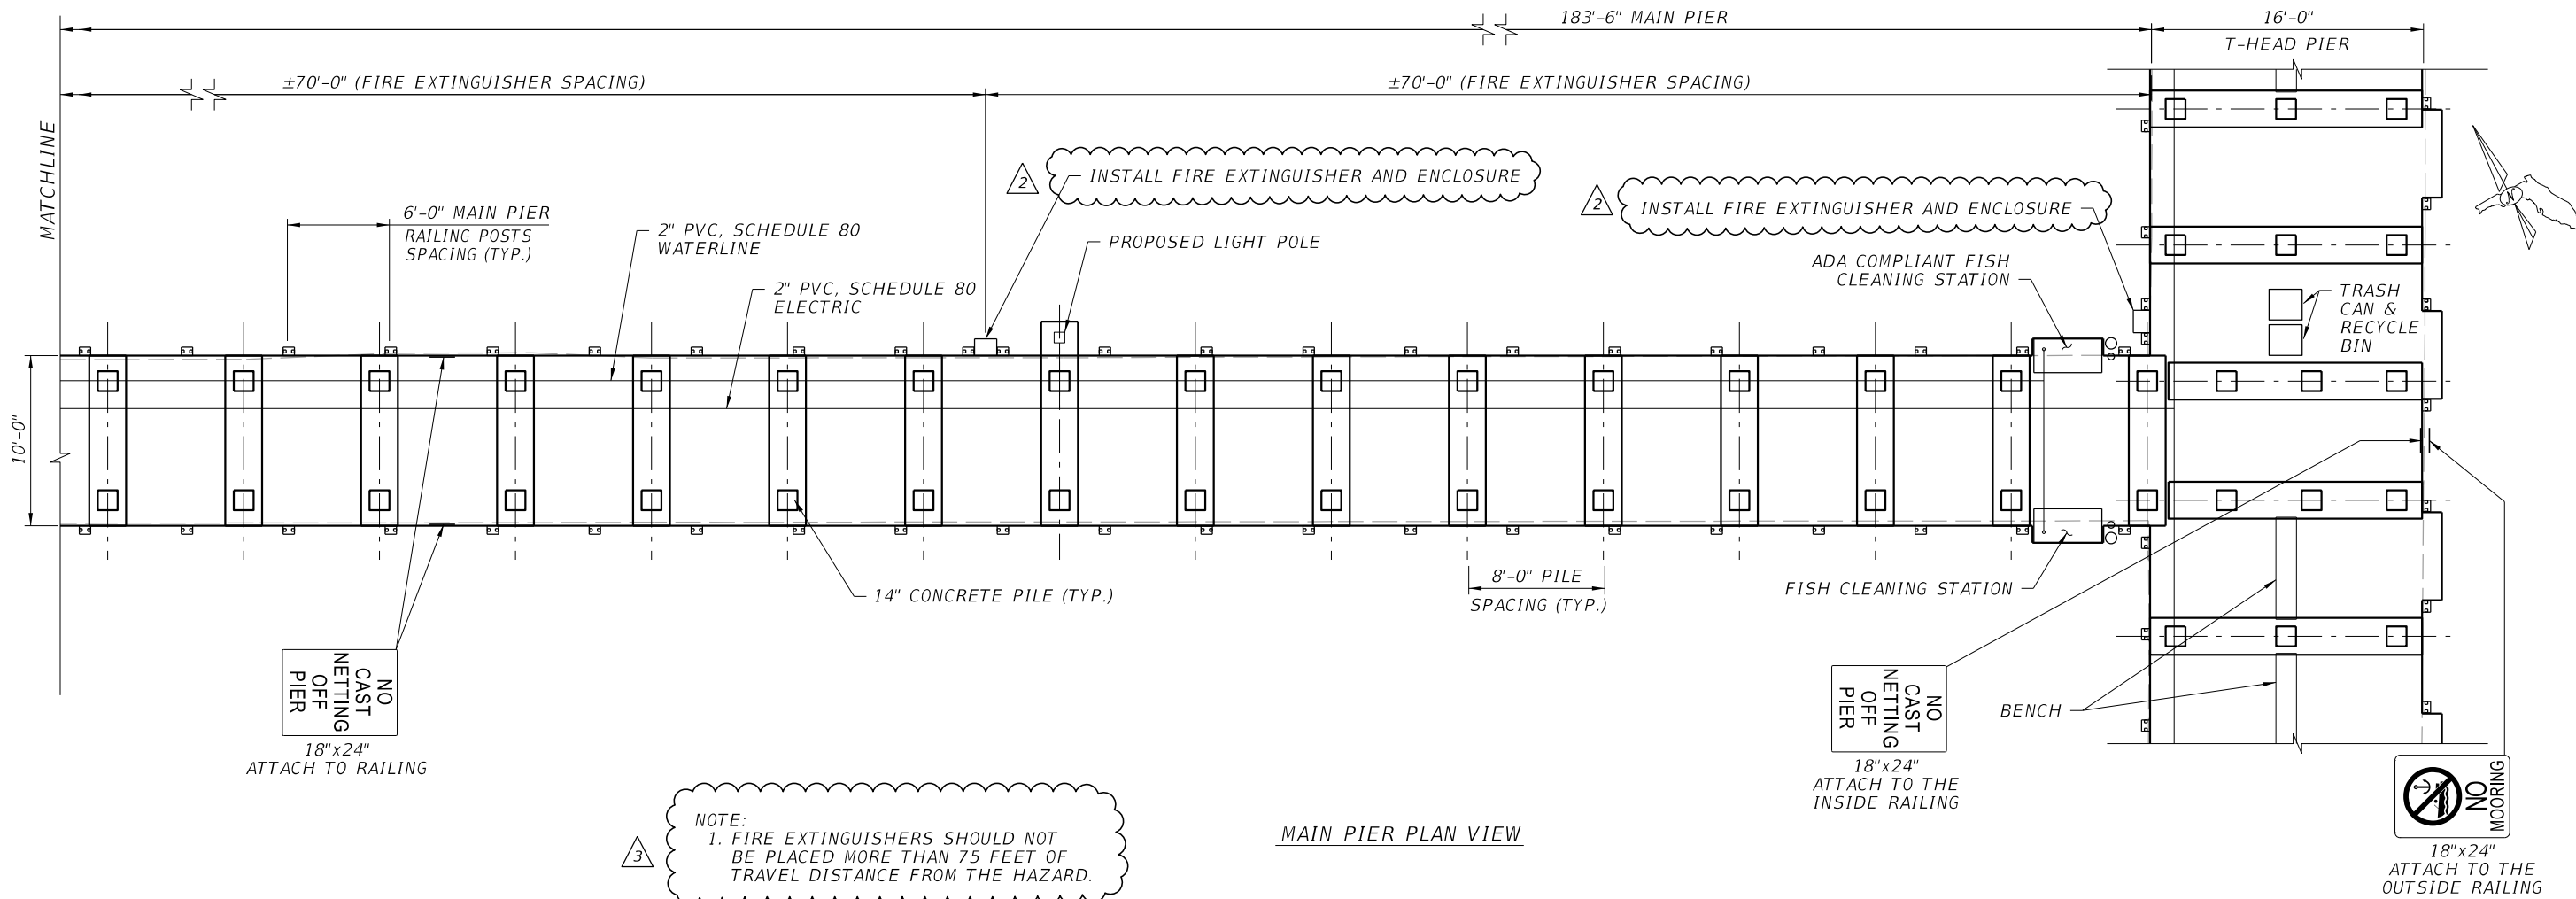 183'-6" MAIN PIER
16'-0"
T-HEAD PIER
±70'-0" (FIRE EXTINGUISHER SPACING)
±70'-0" (FIRE EXTINGUISHER SPACING)
MATCHLINE
2
INSTALL FIRE EXTINGUISHER AND ENCLOSURE
2
INSTALL FIRE EXTINGUISHER AND ENCLOSURE
N
6'-0" MAIN PIER
RAILING POSTS
SPACING (TYP.)
2" PVC, SCHEDULE 80
WATERLINE
PROPOSED LIGHT POLE
ADA COMPLIANT FISH
CLEANING STATION
2" PVC, SCHEDULE 80
ELECTRIC
TRASH
CAN &
RECYCLE
BIN
10'-0"
14" CONCRETE PILE (TYP.)
8'-0" PILE
SPACING (TYP.)
FISH CLEANING STATION
NO
CAST
NETTING
OFF
PIER
18"x24"
ATTACH TO RAILING
NO
CAST
NETTING
OFF
PIER
18"x24"
ATTACH TO THE
INSIDE RAILING
BENCH
NO
MOORING
18"x24"
ATTACH TO THE
OUTSIDE RAILING
3
NOTE:
1. FIRE EXTINGUISHERS SHOULD NOT
BE PLACED MORE THAN 75 FEET OF
TRAVEL DISTANCE FROM THE HAZARD.
MAIN PIER PLAN VIEW